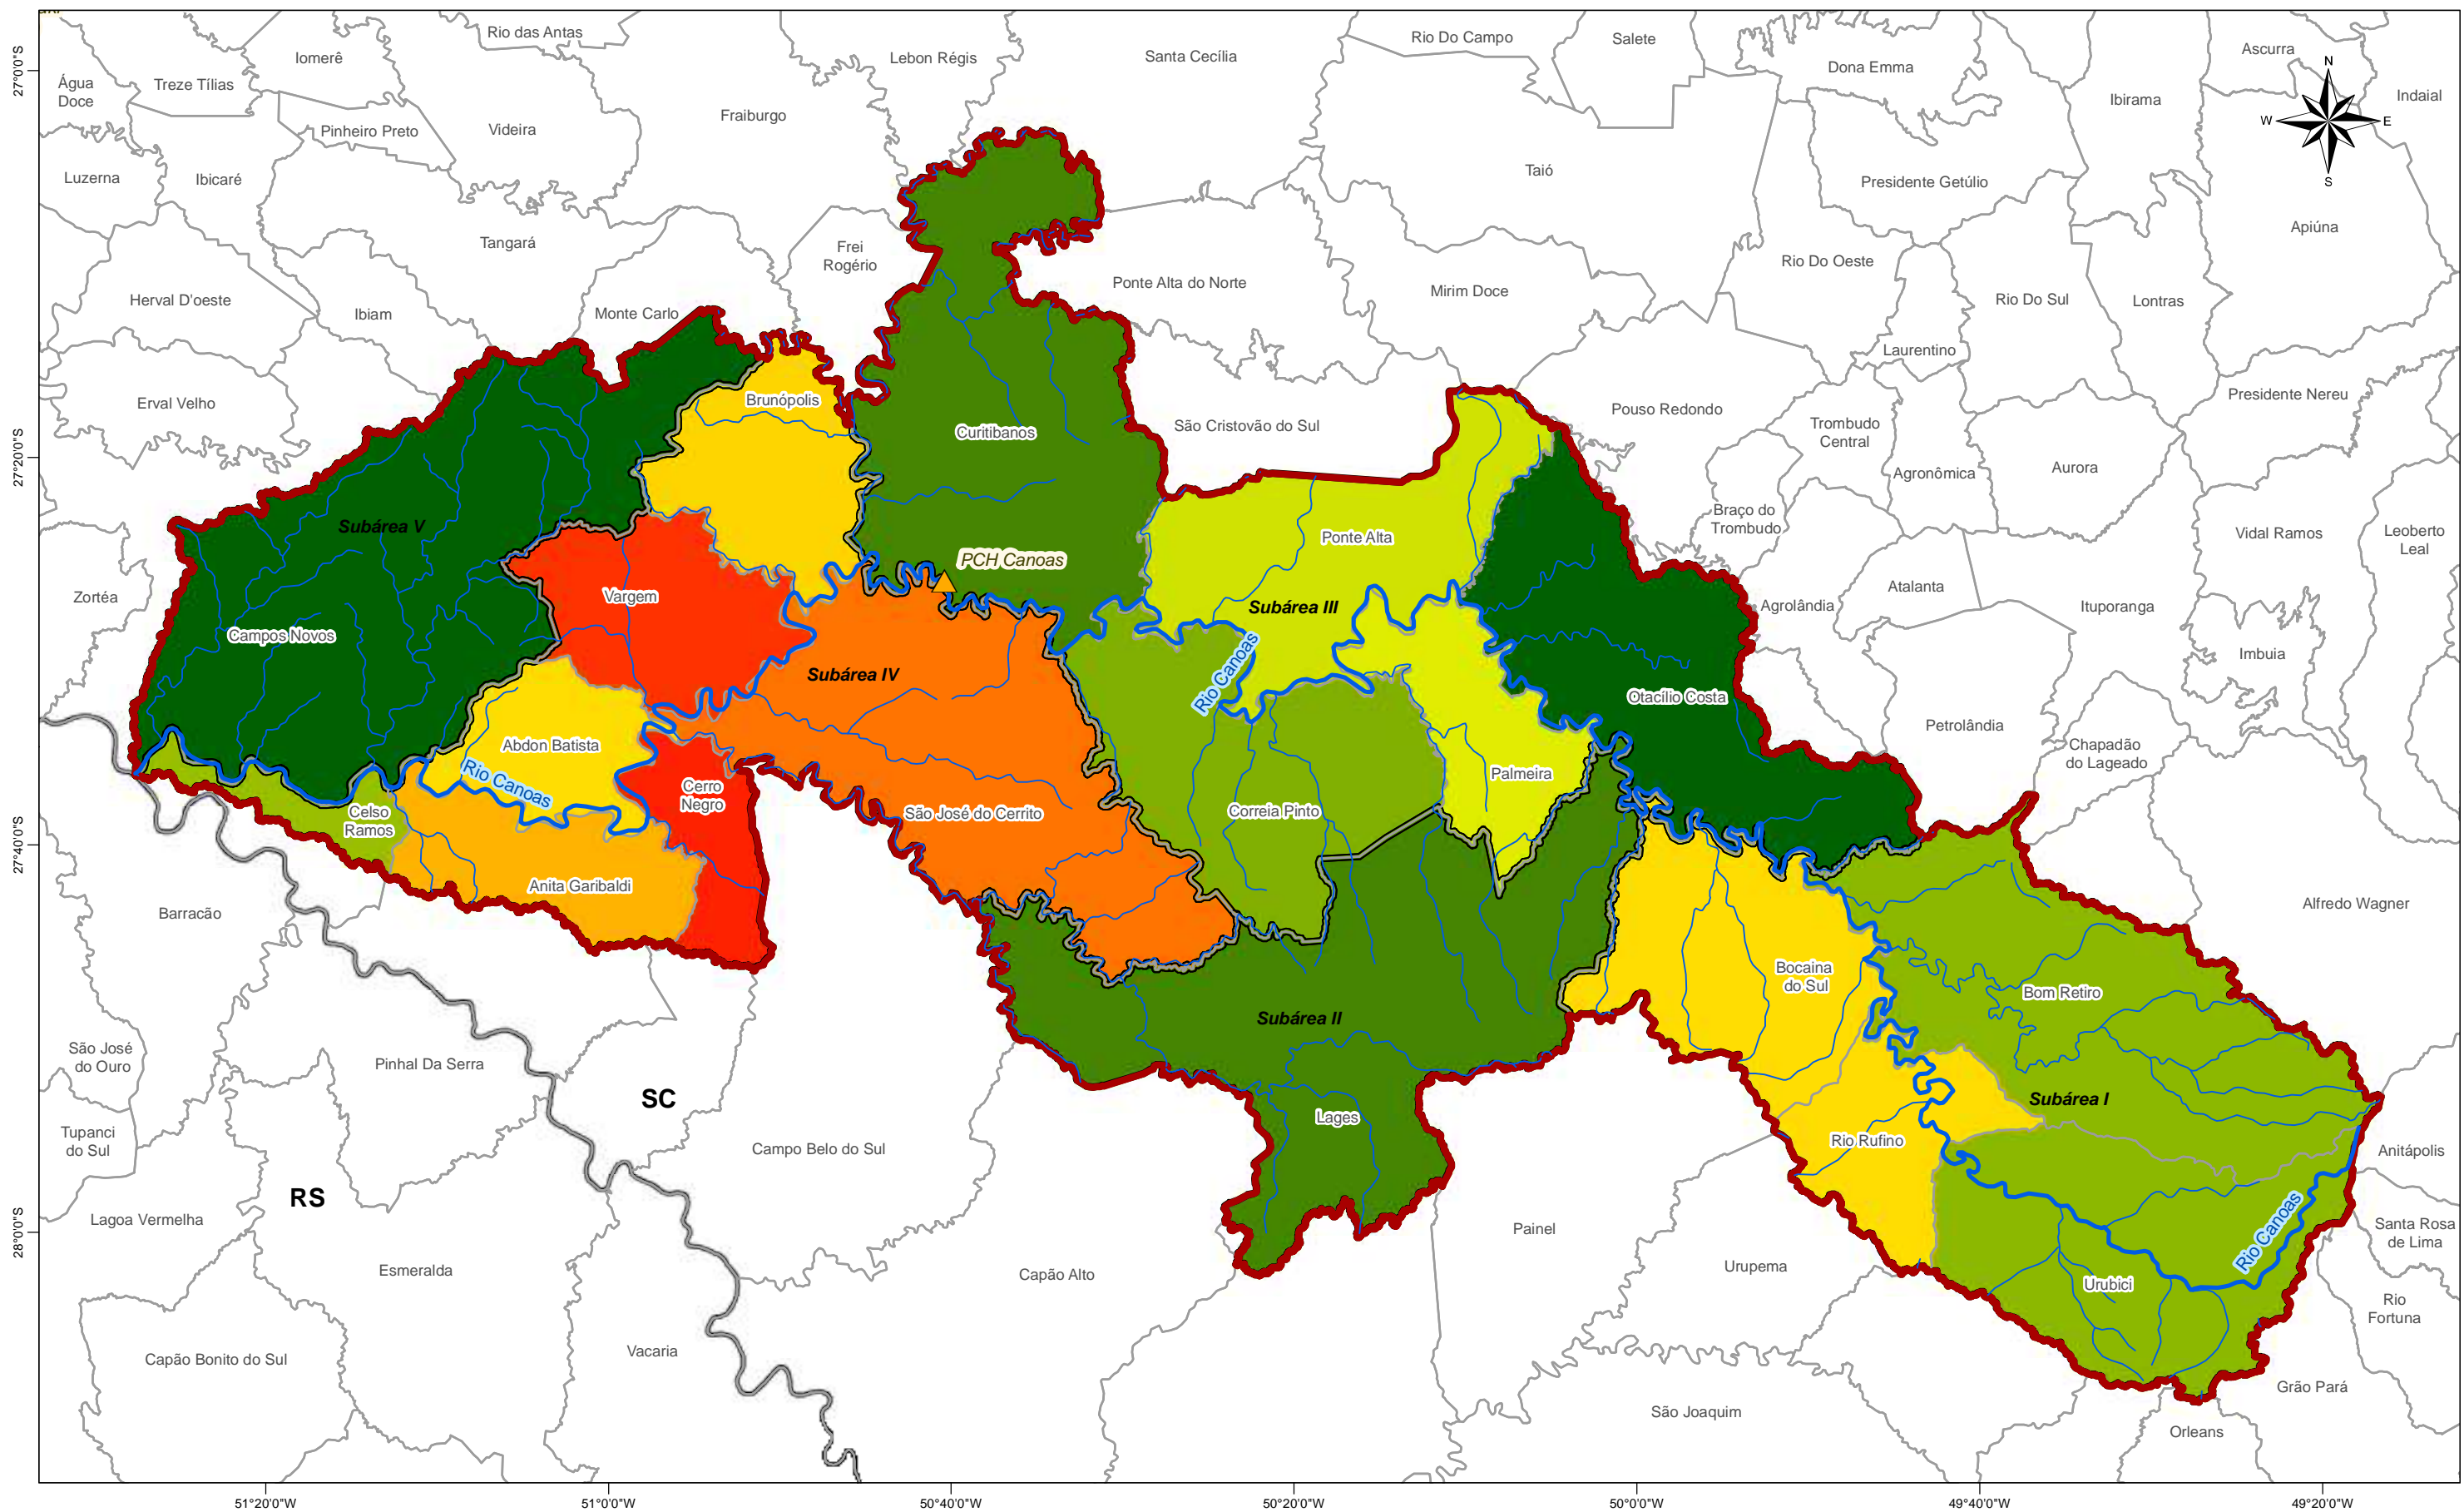 Rio das Antas
Iomerê
Lebon Régis
Santa Cecília
Rio Do Campo
Salete
Ascurra
27°0'0"S
Água
Doce
Treze Tílias
Dona Emma
N
W
E
S
Indaial
Ibirama
Pinheiro Preto
Videira
Fraiburgo
Luzerna
Ibicaré
Taió
Presidente Getúlio
Apiúna
Tangará
Frei
Rogério
Ponte Alta do Norte
Mirim Doce
Rio Do Oeste
Herval D'oeste
Ibiam
Monte Carlo
Rio Do Sul
Lontras
Laurentino
Erval Velho
Brunópolis
Curitibanos
São Cristovão do Sul
Pouso Redondo
Trombudo
Central
Presidente Nereu
27°20'0"S
Agronômica
Aurora
Subárea V
Braço do
Trombudo
Ponte Alta
Vidal Ramos
Leoberto
Leal
PCH Canoas
Zortéa
Vargem
Subárea III
Agrolândia
Atalanta
Ituporanga
Campos Novos
Subárea IV
Rio Canoas
Imbuia
Otacílio Costa
Petrolândia
Abdon Batista
Chapadão
do Lageado
Rio Canoas
Cerro
Negro
Palmeira
Celso
Ramos
São José do Cerrito
Correia Pinto
27°40'0"S
Anita Garibaldi
Barracão
Alfredo Wagner
Bocaina
do Sul
Bom Retiro
Subárea II
São José
do Ouro
Pinhal Da Serra
SC
Subárea I
Lages
Tupanci
do Sul
Campo Belo do Sul
Rio Rufino
Anitápolis
RS
Lagoa Vermelha
Painel
Rio Canoas
Santa Rosa
de Lima
28°0'0"S
Esmeralda
Capão Alto
Urupema
Urubici
Rio
Fortuna
Capão Bonito do Sul
Vacaria
Grão Pará
São Joaquim
Orleans
51°20'0"W
51°0'0"W
50°40'0"W
50°20'0"W
50°0'0"W
49°40'0"W
49°20'0"W